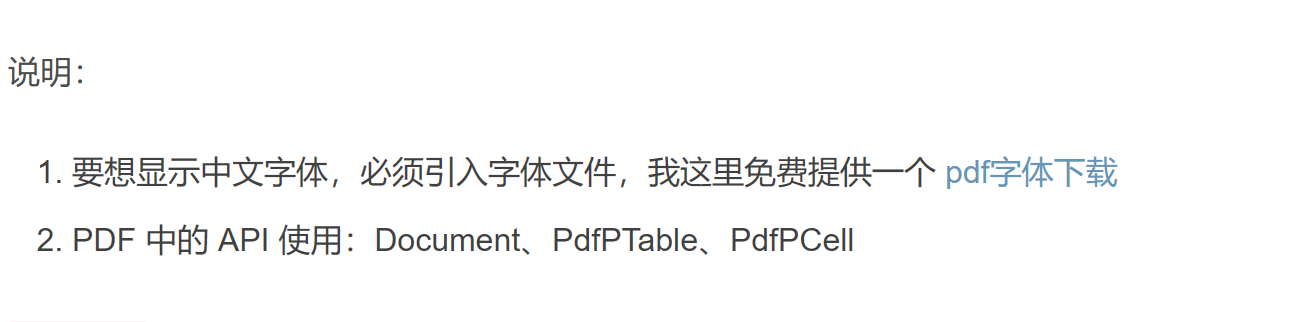 说明：
1. 要想显示中文字体，必须引入字体文件，我这里免费提供一个 pdf字体下载
2. PDF 中的 API 使用：Document、PdfPTable、PdfPCell